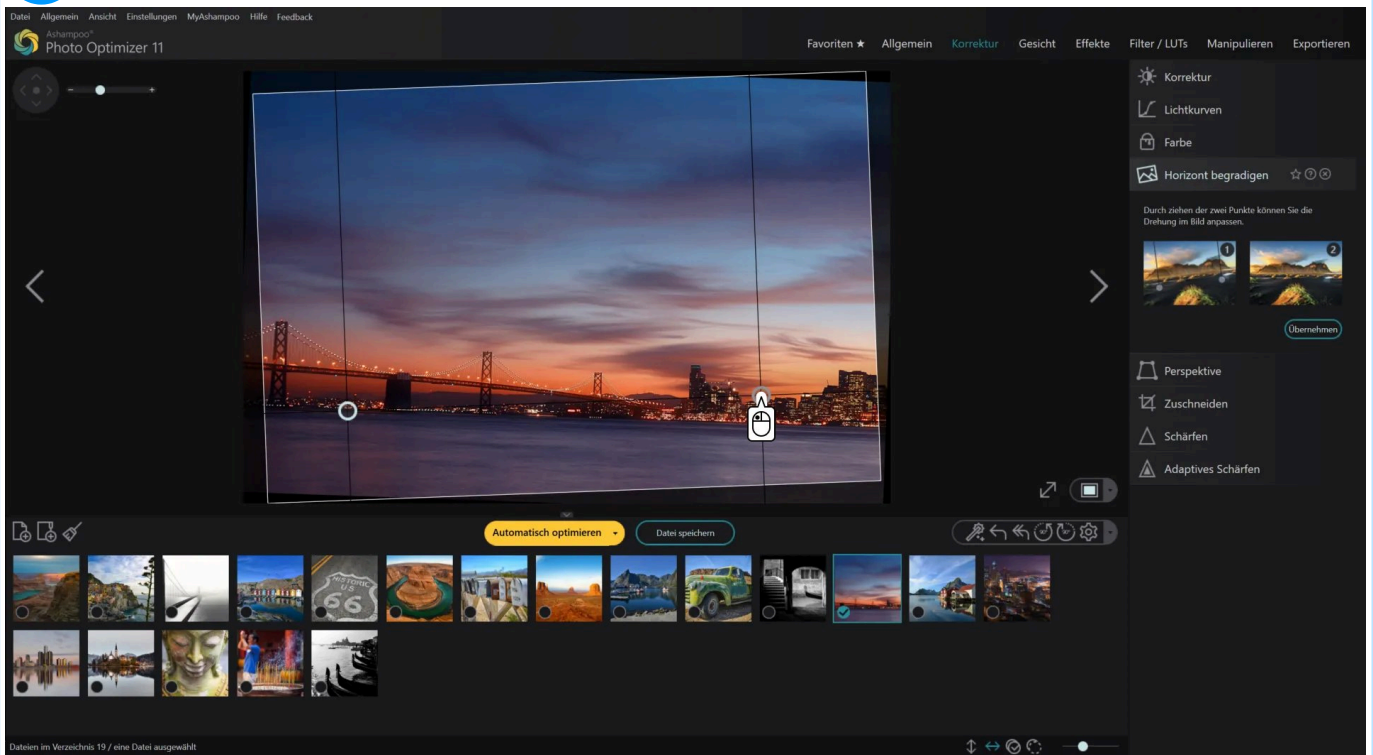 Datei Allgemein Ansicht Einstellungen MyAshampoo Hilfe Feedback
Ashampoo®
Photo Optimizer 11
Favoriten ★ Allgemein Korrektur Gesicht Effekte Filter / LUTs Manipulieren Exportieren
Korrektur
Lichtkurven
Farbe
Horizont begradigen
Durch ziehen der zwei Punkte können Sie die
Drehung im Bild anpassen.
1 2
Übernehmen
Perspektive
Zuschneiden
Schärfen
Adaptives Schärfen
Automatisch optimieren Datei speichern
HISTORIC
U.S
66
Dateien im Verzeichnis 19 / eine Datei ausgewählt